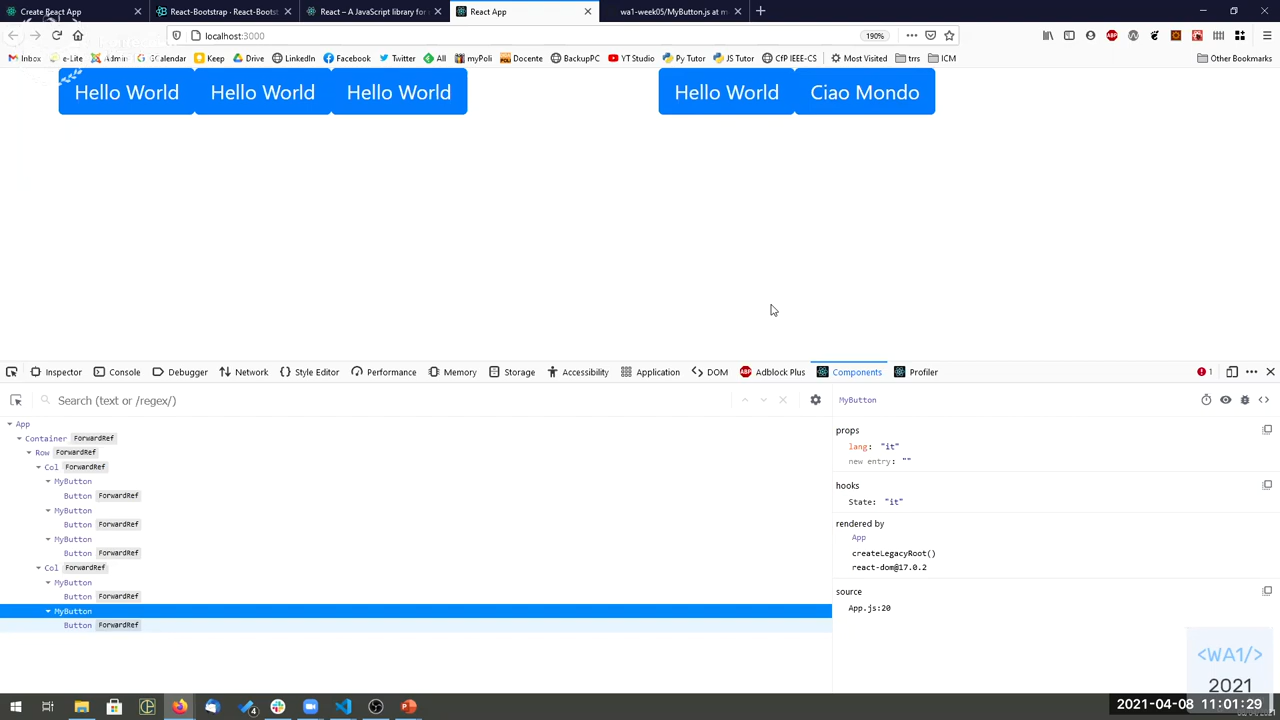 Create React App
React-Bootstrap · React-Bootst
React – A JavaScript library for
React App
wa1-week05/MyButton.js at m
localhost:3000
190%
Inbox
e-Lite
Admin
GCalendar
Keep
Drive
LinkedIn
Facebook
Twitter
All
myPoli
Docente
BackupPC
YT Studio
Py Tutor
JS Tutor
CfP IEEE-CS
Most Visited
trrs
ICM
Other Bookmarks
Hello World Hello World Hello World Hello World Ciao Mondo
Inspector Console Debugger Network Style Editor Performance Memory Storage Accessibility Application DOM Adblock Plus Components Profiler 1
Search (text or /regex/)
App
Container ForwardRef
Row ForwardRef
Col ForwardRef
MyButton
Button ForwardRef
MyButton
Button ForwardRef
MyButton
Button ForwardRef
Col ForwardRef
MyButton
Button ForwardRef
MyButton
Button ForwardRef
MyButton
props
lang: "it"
new entry: ""
hooks
State: "it"
rendered by
App
createLegacyRoot()
react-dom@17.0.2
source
App.js:20
<WA1/>
2021
2021-04-08 11:01:29